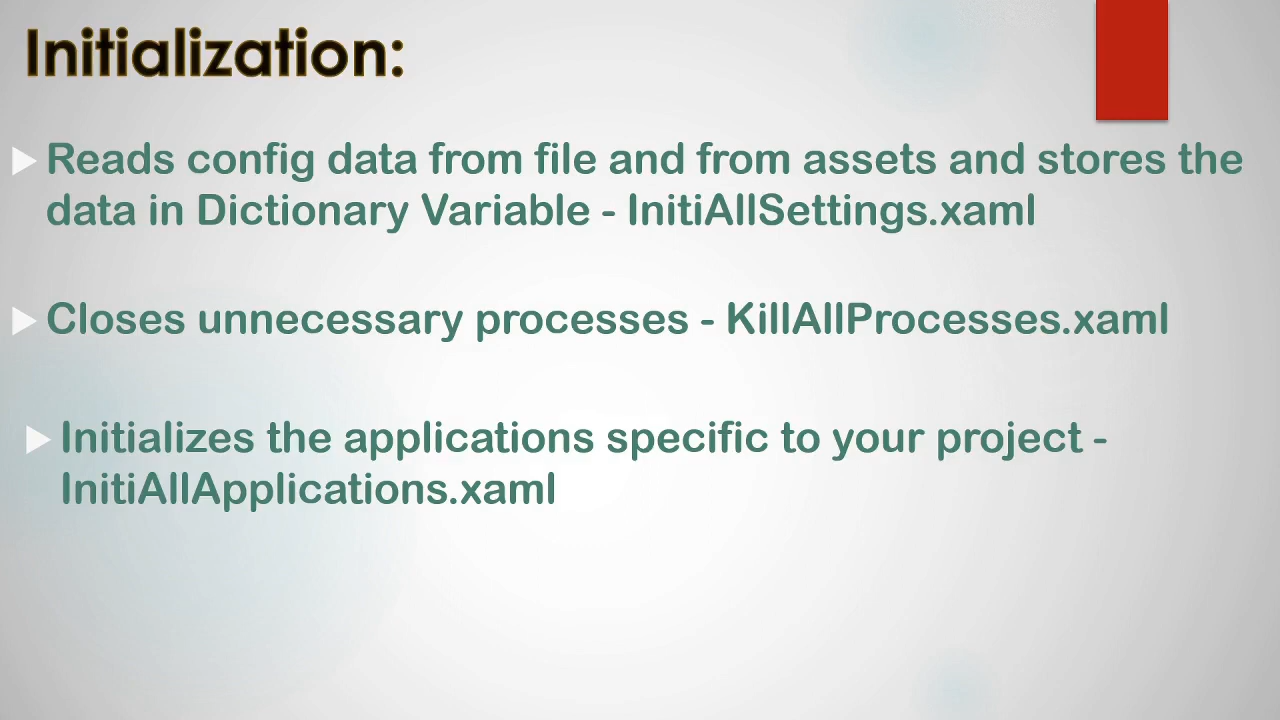 Initialization:
Reads config data from file and from assets and stores the
data in Dictionary Variable - InitiAllSettings.xaml
Closes unnecessary processes - KillAllProcesses.xaml
Initializes the applications specific to your project -
InitiAllApplications.xaml